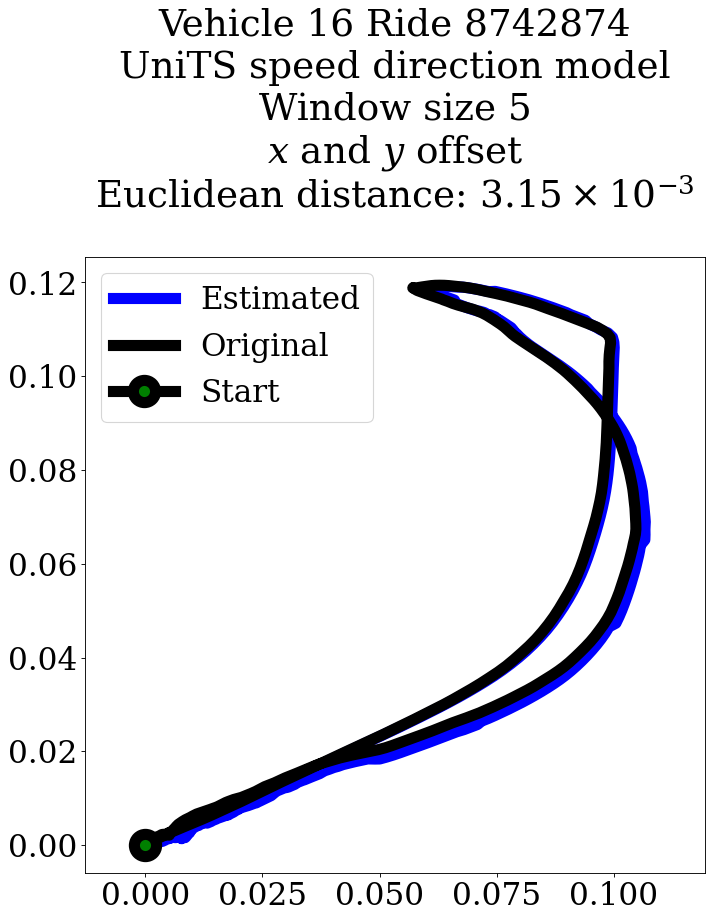 Vehicle 16 Ride 8742874
UniTS speed direction model
Window size 5
x and y offset
Euclidean distance: 3.15 × 10⁻³
Estimated
Original
Start
0.12
0.10
0.08
0.06
0.04
0.02
0.00
0.000 0.025 0.050 0.075 0.100